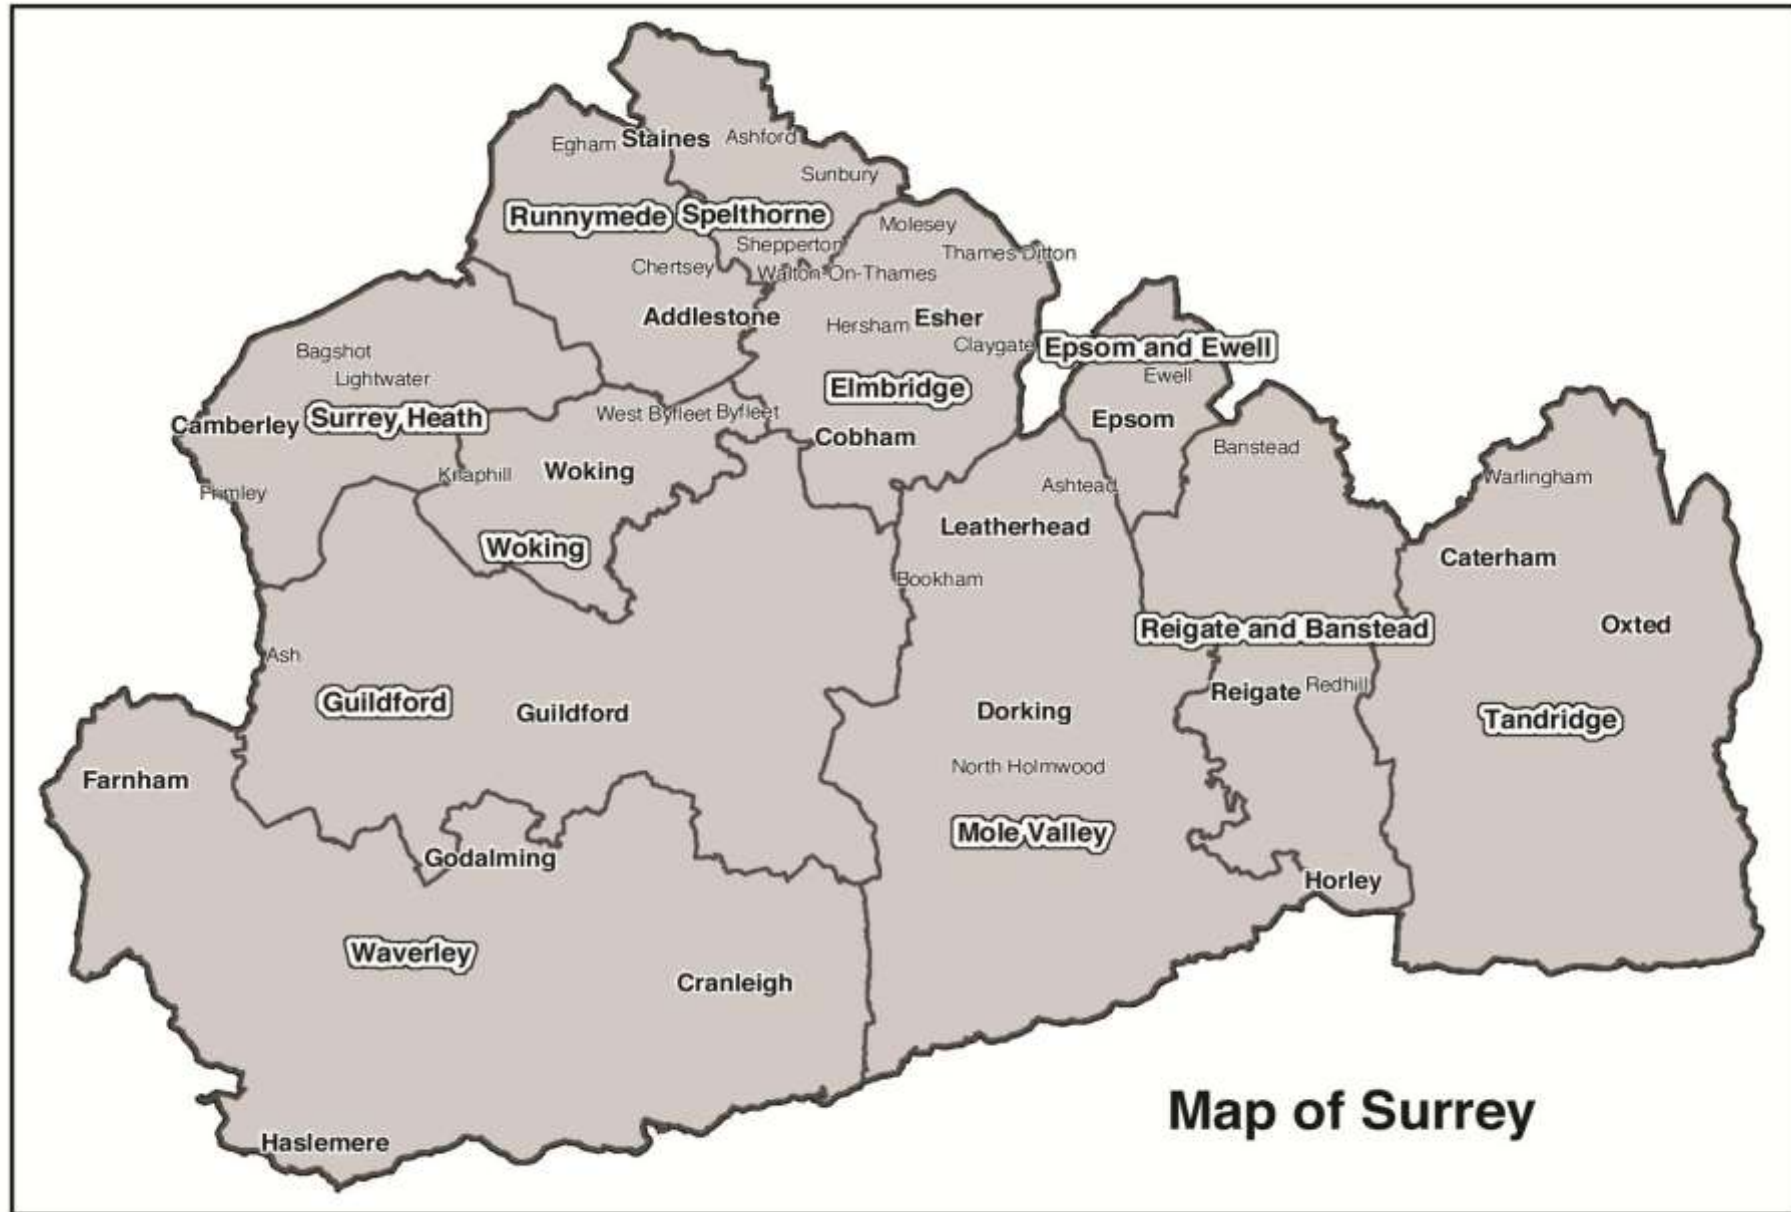 Egham
Staines
Ashford
Sunbury
Runnymede
Spelthorne
Molesey
Shepperton
Thames Ditton
Chertsey
Walton-On-Thames
Addlestone
Hersham
Esher
Claygate
Epsom and Ewell
Bagshot
Lightwater
Ewell
Elmbridge
Camberley
Surrey Heath
West Byfleet
Byfleet
Epsom
Cobham
Banstead
Knaphill
Woking
Warlingham
Frimley
Ashtead
Leatherhead
Woking
Caterham
Bookham
Reigate and Banstead
Oxted
Ash
Guildford
Guildford
Dorking
Reigate
Redhill
Tandridge
Farnham
North Holmwood
Mole Valley
Godalming
Horley
Waverley
Cranleigh
Map of Surrey
Haslemere